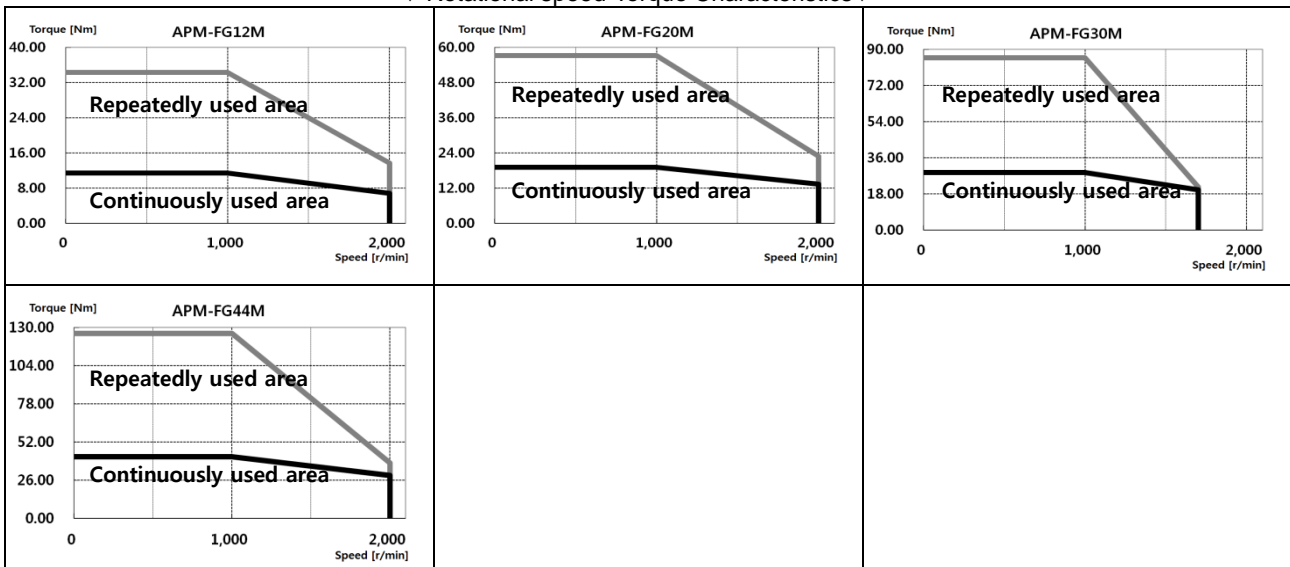 Torque [Nm] APM-FG12M
40.00
32.00
Repeatedly used area
24.00
16.00
8.00
Continuously used area
0.00
0 1,000 2,000
Speed [r/min]
Torque [Nm] APM-FG20M
60.00
48.00
Repeatedly used area
36.00
24.00
12.00
Continuously used area
0.00
0 1,000 2,000
Speed [r/min]
Torque [Nm] APM-FG30M
90.00
72.00
Repeatedly used area
54.00
36.00
18.00
Continuously used area
0.00
0 1,000 2,000
Speed [r/min]
Torque [Nm] APM-FG44M
130.00
104.00
Repeatedly used area
78.00
52.00
26.00
Continuously used area
0.00
0 1,000 2,000
Speed [r/min]